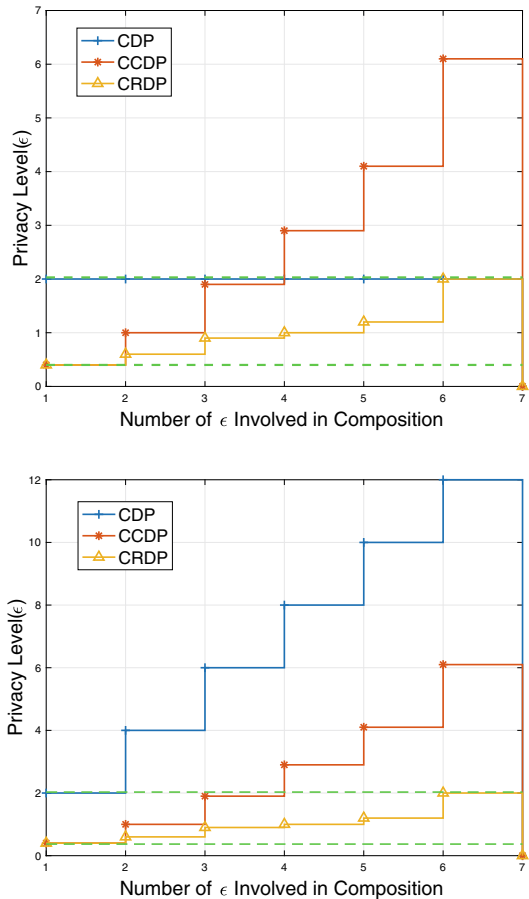 7
6
5
4
3
2
1
0
Privacy Level(ϵ)
CDP
CCDP
CRDP
1 2 3 4 5 6 7
Number of ϵ Involved in Composition
12
10
8
6
4
2
0
Privacy Level(ϵ)
CDP
CCDP
CRDP
1 2 3 4 5 6 7
Number of ϵ Involved in Composition